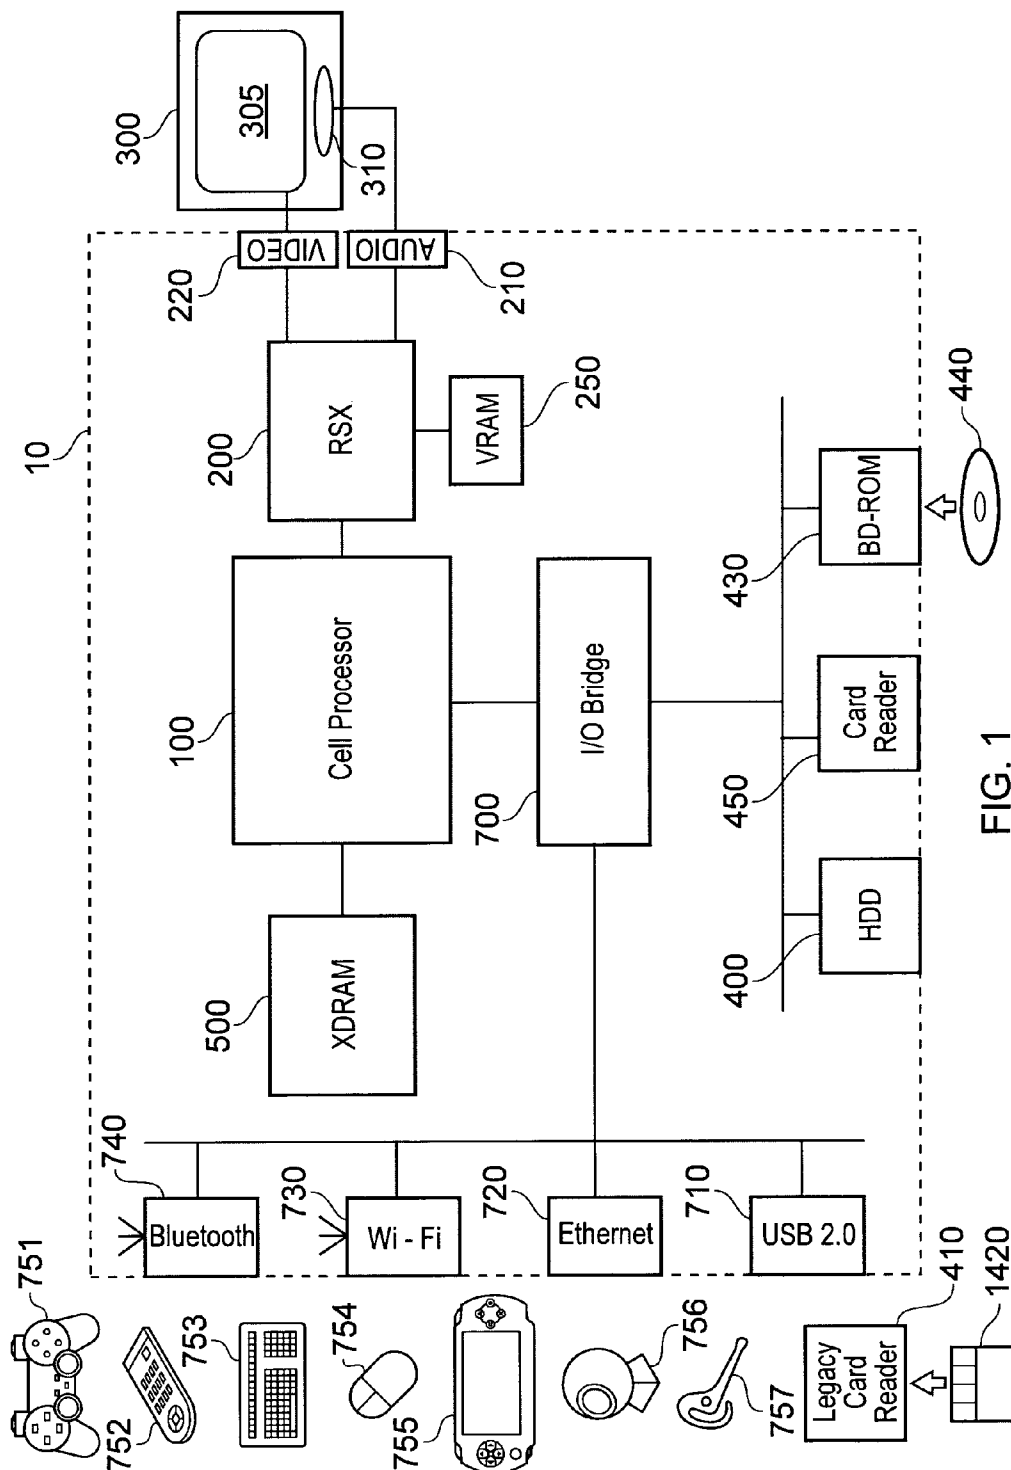 10
300
305
310
220
VIDEO
AUDIO
210
200
RSX
VRAM
250
100
Cell Processor
500
XDRAM
700
I/O Bridge
740
Bluetooth
730
Wi - Fi
720
Ethernet
710
USB 2.0
400
HDD
450
Card
Reader
430
BD-ROM
440
751
752
753
754
755
756
757
410
Legacy
Card
Reader
1420
FIG. 1